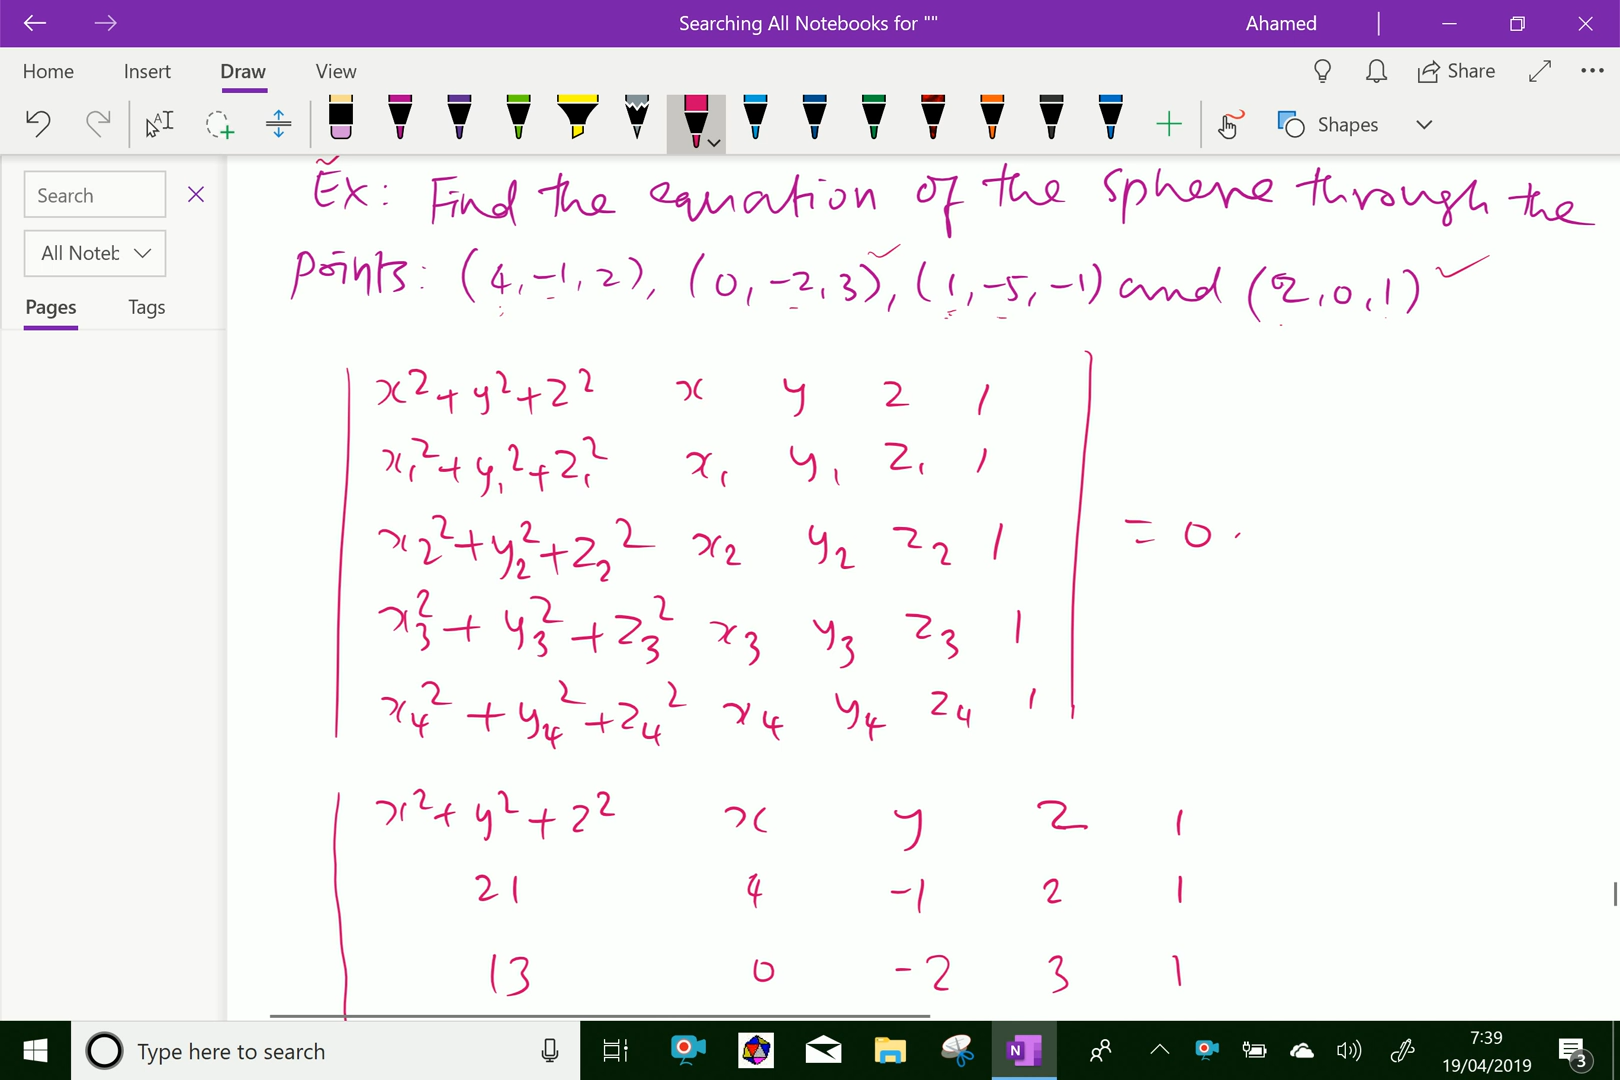 Searching All Notebooks for ""
Ahamed
Home Insert Draw View
Share
Shapes
Search
All Noteb
Pages Tags
Ex: Find the equation of the sphere through the
points: (4, -1, 2), (0, -2, 3), (1, -5, -1) and (2, 0, 1)
x² + y² + z² x y z 1
x₁² + y₁² + z₁² x₁ y₁ z₁ 1
x₂² + y₂² + z₂² x₂ y₂ z₂ 1
= 0.
x₃² + y₃² + z₃² x₃ y₃ z₃ 1
x₄² + y₄² + z₄² x₄ y₄ z₄ 1
x² + y² + z² x y z 1
21 4 -1 2 1
13 0 -2 3 1
Type here to search
N
7:39
19/04/2019
3